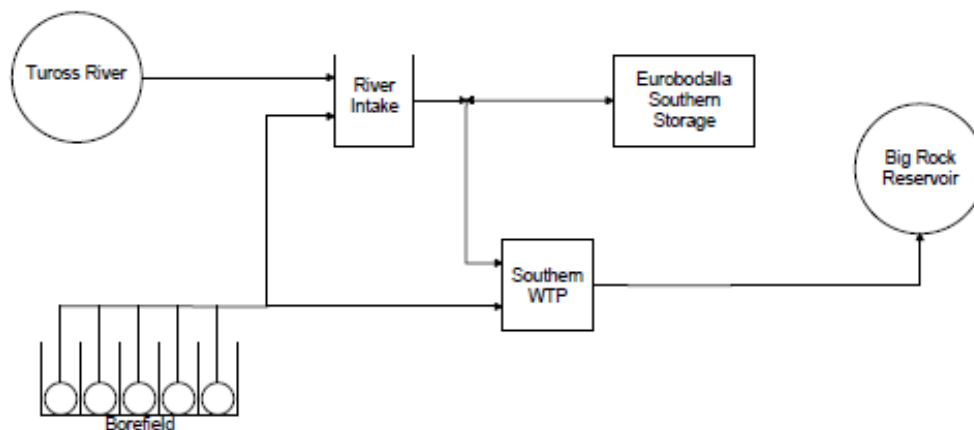 Tuross River
River
Intake
Eurobodalla
Southern
Storage
Big Rock
Reservoir
Southern
WTP
Borefield